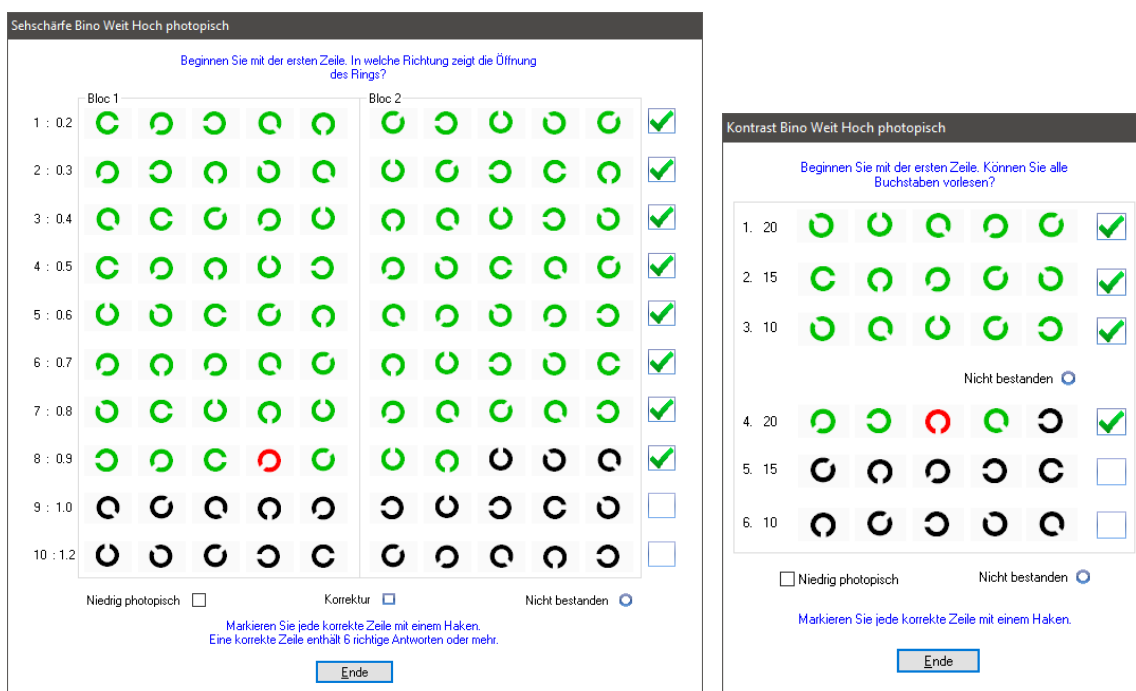 Sehschärfe Bino Weit Hoch photopisch
Beginnen Sie mit der ersten Zeile. In welche Richtung zeigt die Öffnung
des Rings?
Bloc 1
Bloc 2
1 : 0.2
2 : 0.3
3 : 0.4
4 : 0.5
5 : 0.6
6 : 0.7
7 : 0.8
8 : 0.9
9 : 1.0
10 : 1.2
Niedrig photopisch
Korrektur
Nicht bestanden
Markieren Sie jede korrekte Zeile mit einem Haken.
Eine korrekte Zeile enthält 6 richtige Antworten oder mehr.
Ende
Kontrast Bino Weit Hoch photopisch
Beginnen Sie mit der ersten Zeile. Können Sie alle
Buchstaben vorlesen?
1. 20
2. 15
3. 10
Nicht bestanden
4. 20
5. 15
6. 10
Niedrig photopisch
Nicht bestanden
Markieren Sie jede korrekte Zeile mit einem Haken.
Ende